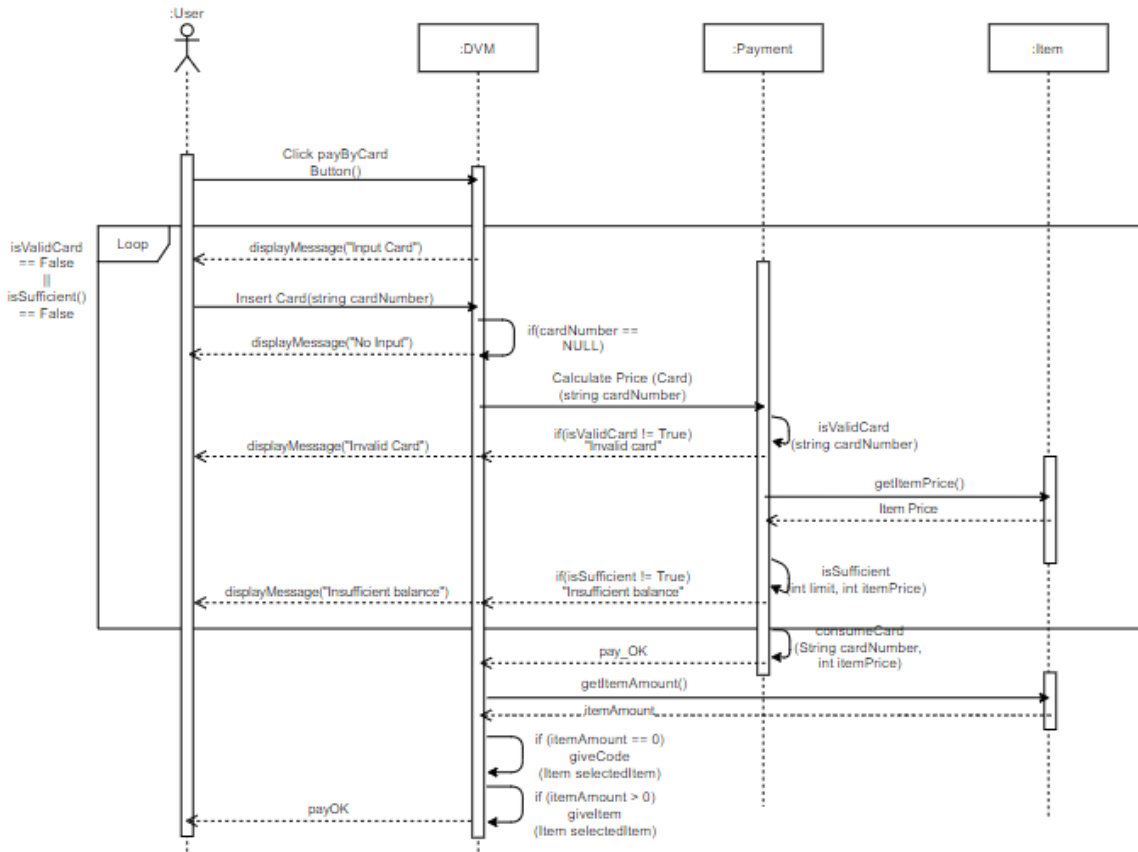 :User
:DVM
:Payment
:Item
Click payByCard
Button()
Loop
isValidCard
== False
||
isSufficient()
== False
displayMessage("Input Card")
Insert Card(string cardNumber)
if(cardNumber ==
NULL)
displayMessage("No Input")
Calculate Price (Card)
(string cardNumber)
isValidCard
(string cardNumber)
if(isValidCard != True)
"Invalid card"
displayMessage("Invalid Card")
getItemPrice()
Item Price
isSufficient
(int limit, int itemPrice)
if(isSufficient != True)
"Insufficient balance"
displayMessage("Insufficient balance")
consumeCard
(String cardNumber,
int itemPrice)
pay_OK
getItemAmount()
itemAmount
if (itemAmount == 0)
giveCode
(Item selectedItem)
if (itemAmount > 0)
giveItem
(Item selectedItem)
payOK